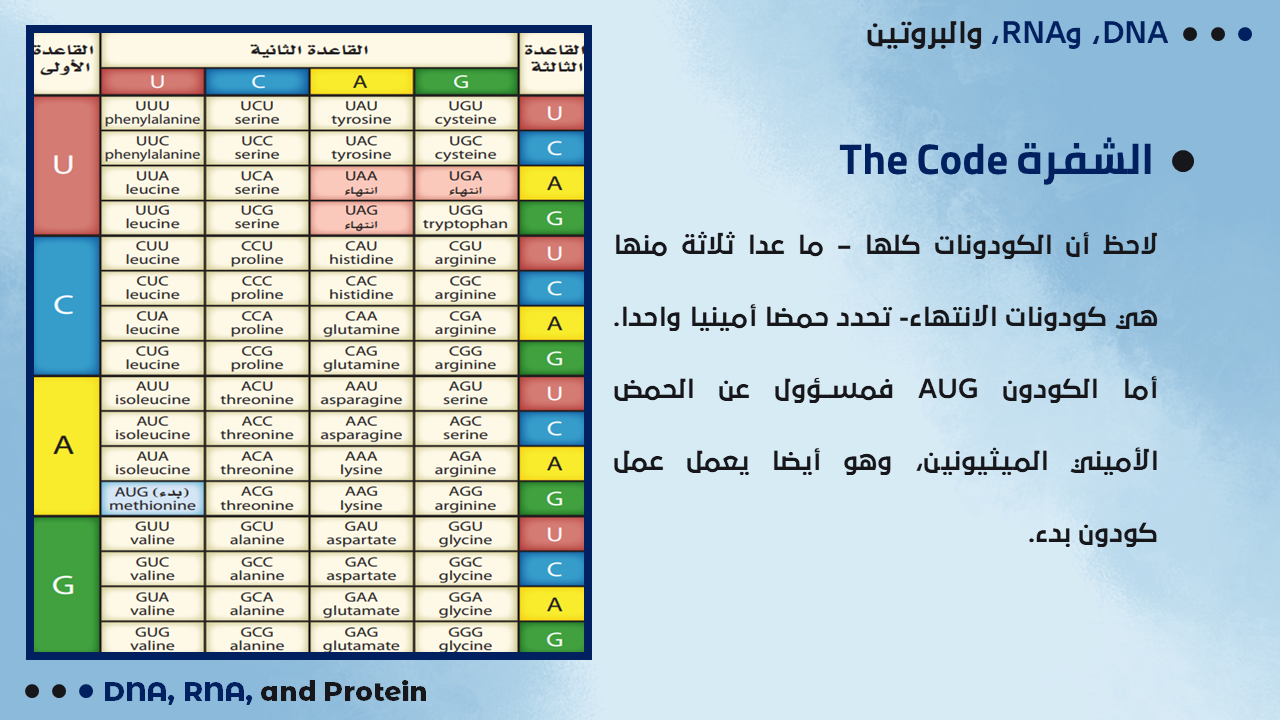 DNA، وRNA، والبروتين
الشفرة The Code
لاحظ أن الكودونات كلها – ما عدا ثلاثة منها
هي كودونات الانتهاء- تحدد حمضا أمينيا واحدا.
أما الكودون AUG فمسؤول عن الحمض
الأميني الميثيونين، وهو أيضا يعمل عمل
كودون بدء.
القاعدة الأولى القاعدة الثانية القاعدة الثالثة
U C A G
U
UUU UCU UAU UGU U
phenylalanine serine tyrosine cysteine
UUC UCC UAC UGC C
phenylalanine serine tyrosine cysteine
UUA UCA UAA UGA A
leucine serine انتهاء انتهاء
UUG UCG UAG UGG G
leucine serine انتهاء tryptophan
C
CUU CCU CAU CGU U
leucine proline histidine arginine
CUC CCC CAC CGC C
leucine proline histidine arginine
CUA CCA CAA CGA A
leucine proline glutamine arginine
CUG CCG CAG CGG G
leucine proline glutamine arginine
A
AUU ACU AAU AGU U
isoleucine threonine asparagine serine
AUC ACC AAC AGC C
isoleucine threonine asparagine serine
AUA ACA AAA AGA A
isoleucine threonine lysine arginine
AUG (بدء) ACG AAG AGG G
methionine threonine lysine arginine
G
GUU GCU GAU GGU U
valine alanine aspartate glycine
GUC GCC GAC GGC C
valine alanine aspartate glycine
GUA GCA GAA GGA A
valine alanine glutamate glycine
GUG GCG GAG GGG G
valine alanine glutamate glycine
DNA, RNA, and Protein